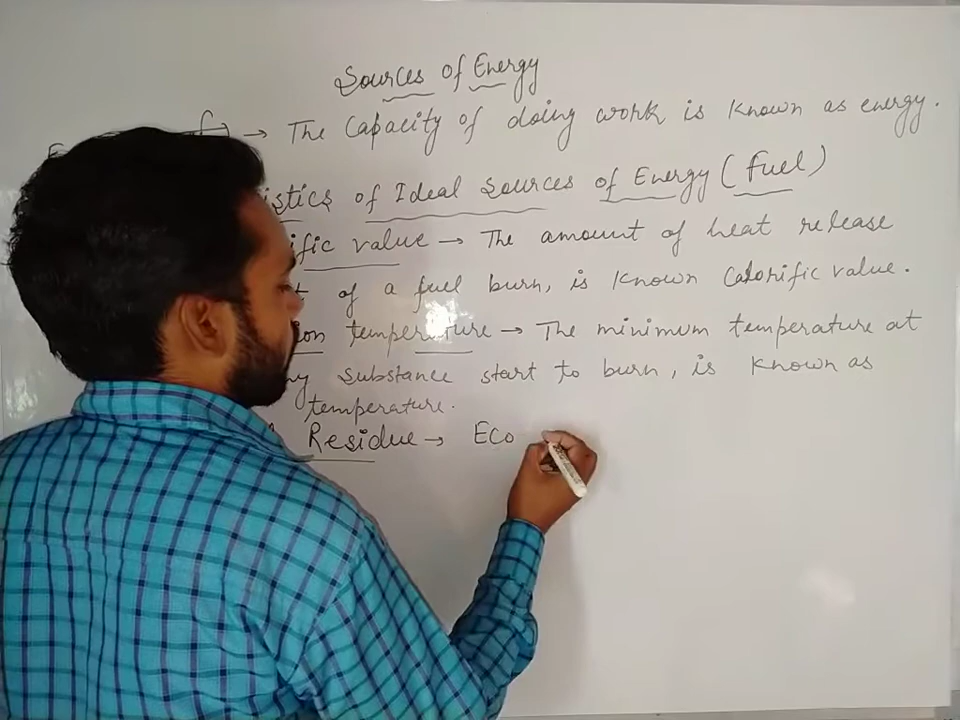 Sources of Energy
→ The Capacity of doing work is known as energy.
istics of Ideal Sources of Energy (fuel)
ific value → The amount of heat release
of a fuel burn, is known Calorific value.
ion temperature → The minimum temperature at
ny substance start to burn, is known as
temperature.
Residue → Eco